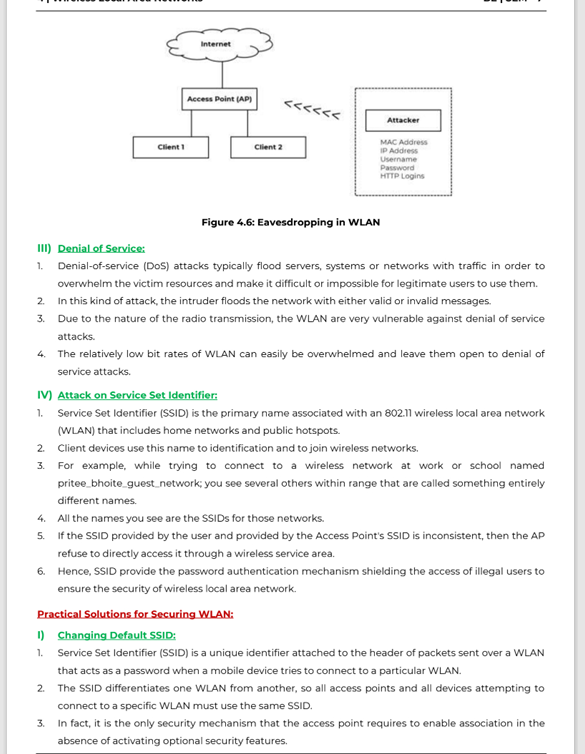 Internet
Access Point (AP)
Attacker
Client 1
Client 2
MAC Address
IP Address
Username
Password
HTTP Logins
Figure 4.6: Eavesdropping in WLAN
III) Denial of Service:
1. Denial-of-service (DoS) attacks typically flood servers, systems or networks with traffic in order to
overwhelm the victim resources and make it difficult or impossible for legitimate users to use them.
2. In this kind of attack, the intruder floods the network with either valid or invalid messages.
3. Due to the nature of the radio transmission, the WLAN are very vulnerable against denial of service
attacks.
4. The relatively low bit rates of WLAN can easily be overwhelmed and leave them open to denial of
service attacks.
IV) Attack on Service Set Identifier:
1. Service Set Identifier (SSID) is the primary name associated with an 802.11 wireless local area network
(WLAN) that includes home networks and public hotspots.
2. Client devices use this name to identification and to join wireless networks.
3. For example, while trying to connect to a wireless network at work or school named
pritee_bhoite_guest_network; you see several others within range that are called something entirely
different names.
4. All the names you see are the SSIDs for those networks.
5. If the SSID provided by the user and provided by the Access Point's SSID is inconsistent, then the AP
refuse to directly access it through a wireless service area.
6. Hence, SSID provide the password authentication mechanism shielding the access of illegal users to
ensure the security of wireless local area network.
Practical Solutions for Securing WLAN:
I) Changing Default SSID:
1. Service Set Identifier (SSID) is a unique identifier attached to the header of packets sent over a WLAN
that acts as a password when a mobile device tries to connect to a particular WLAN.
2. The SSID differentiates one WLAN from another, so all access points and all devices attempting to
connect to a specific WLAN must use the same SSID.
3. In fact, it is the only security mechanism that the access point requires to enable association in the
absence of activating optional security features.